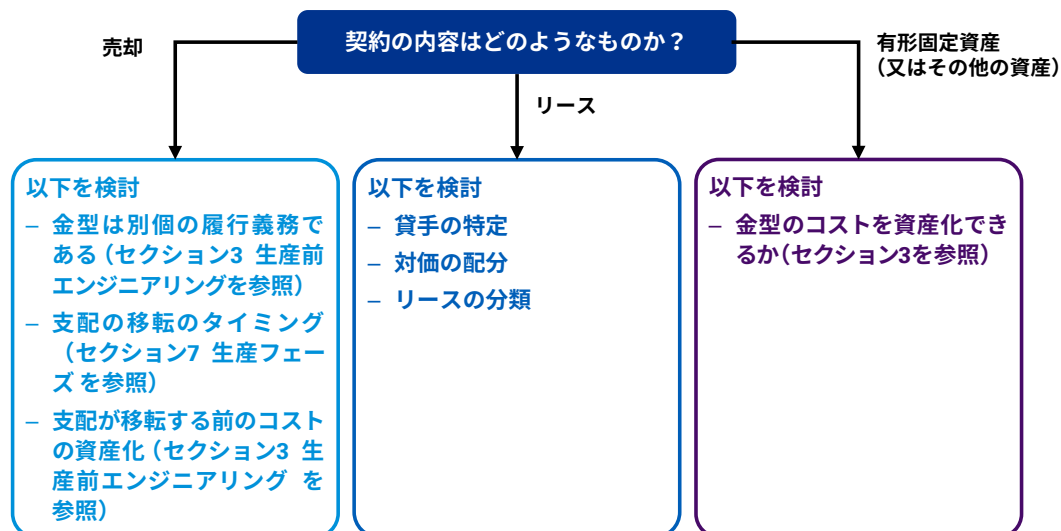 契約の内容はどのようなものか？
売却
リース
有形固定資産
（又はその他の資産）
以下を検討
– 金型は別個の履行義務で
ある（セクション3 生産前
エンジニアリングを参照）
– 支配の移転のタイミング
（セクション7 生産フェー
ズ を参照）
– 支配が移転する前のコスト
の資産化（セクション3 生
産前エンジニアリング を
参照）
以下を検討
– 貸手の特定
– 対価の配分
– リースの分類
以下を検討
– 金型のコストを資産化でき
るか（セクション3を参照）